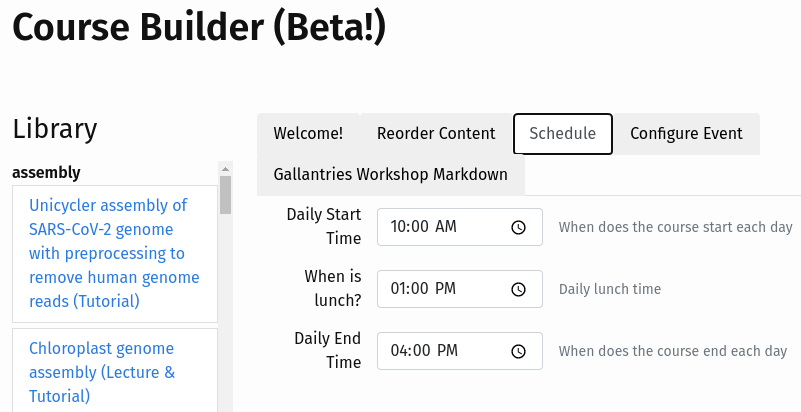 Course Builder (Beta!)
Library
assembly
Unicycler assembly of
SARS-CoV-2 genome
with preprocessing to
remove human genome
reads (Tutorial)
Chloroplast genome
assembly (Lecture &
Tutorial)
Welcome!
Reorder Content
Schedule
Configure Event
Gallantries Workshop Markdown
Daily Start
Time
10:00 AM
When does the course start each day
When is
lunch?
01:00 PM
Daily lunch time
Daily End
Time
04:00 PM
When does the course end each day